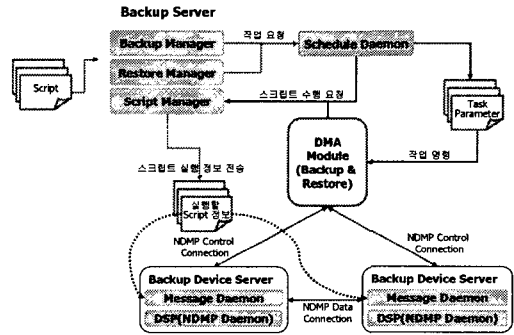 Backup Server
Backup Manager
작업 요청
Schedule Daemon
Restore Manager
Script
Script Manager
스크립트 수행 요청
Task
Parameter
DMA
Module
(Backup &
Restore)
작업 명령
스크립트 실행 정보 전송
실행할
Script 정보
NDMP Control
Connection
NDMP Control
Connection
Backup Device Server
Message Daemon
DSP(NDMP Daemon)
NDMP Data
Connection
Backup Device Server
Message Daemon
DSP(NDMP Daemon)